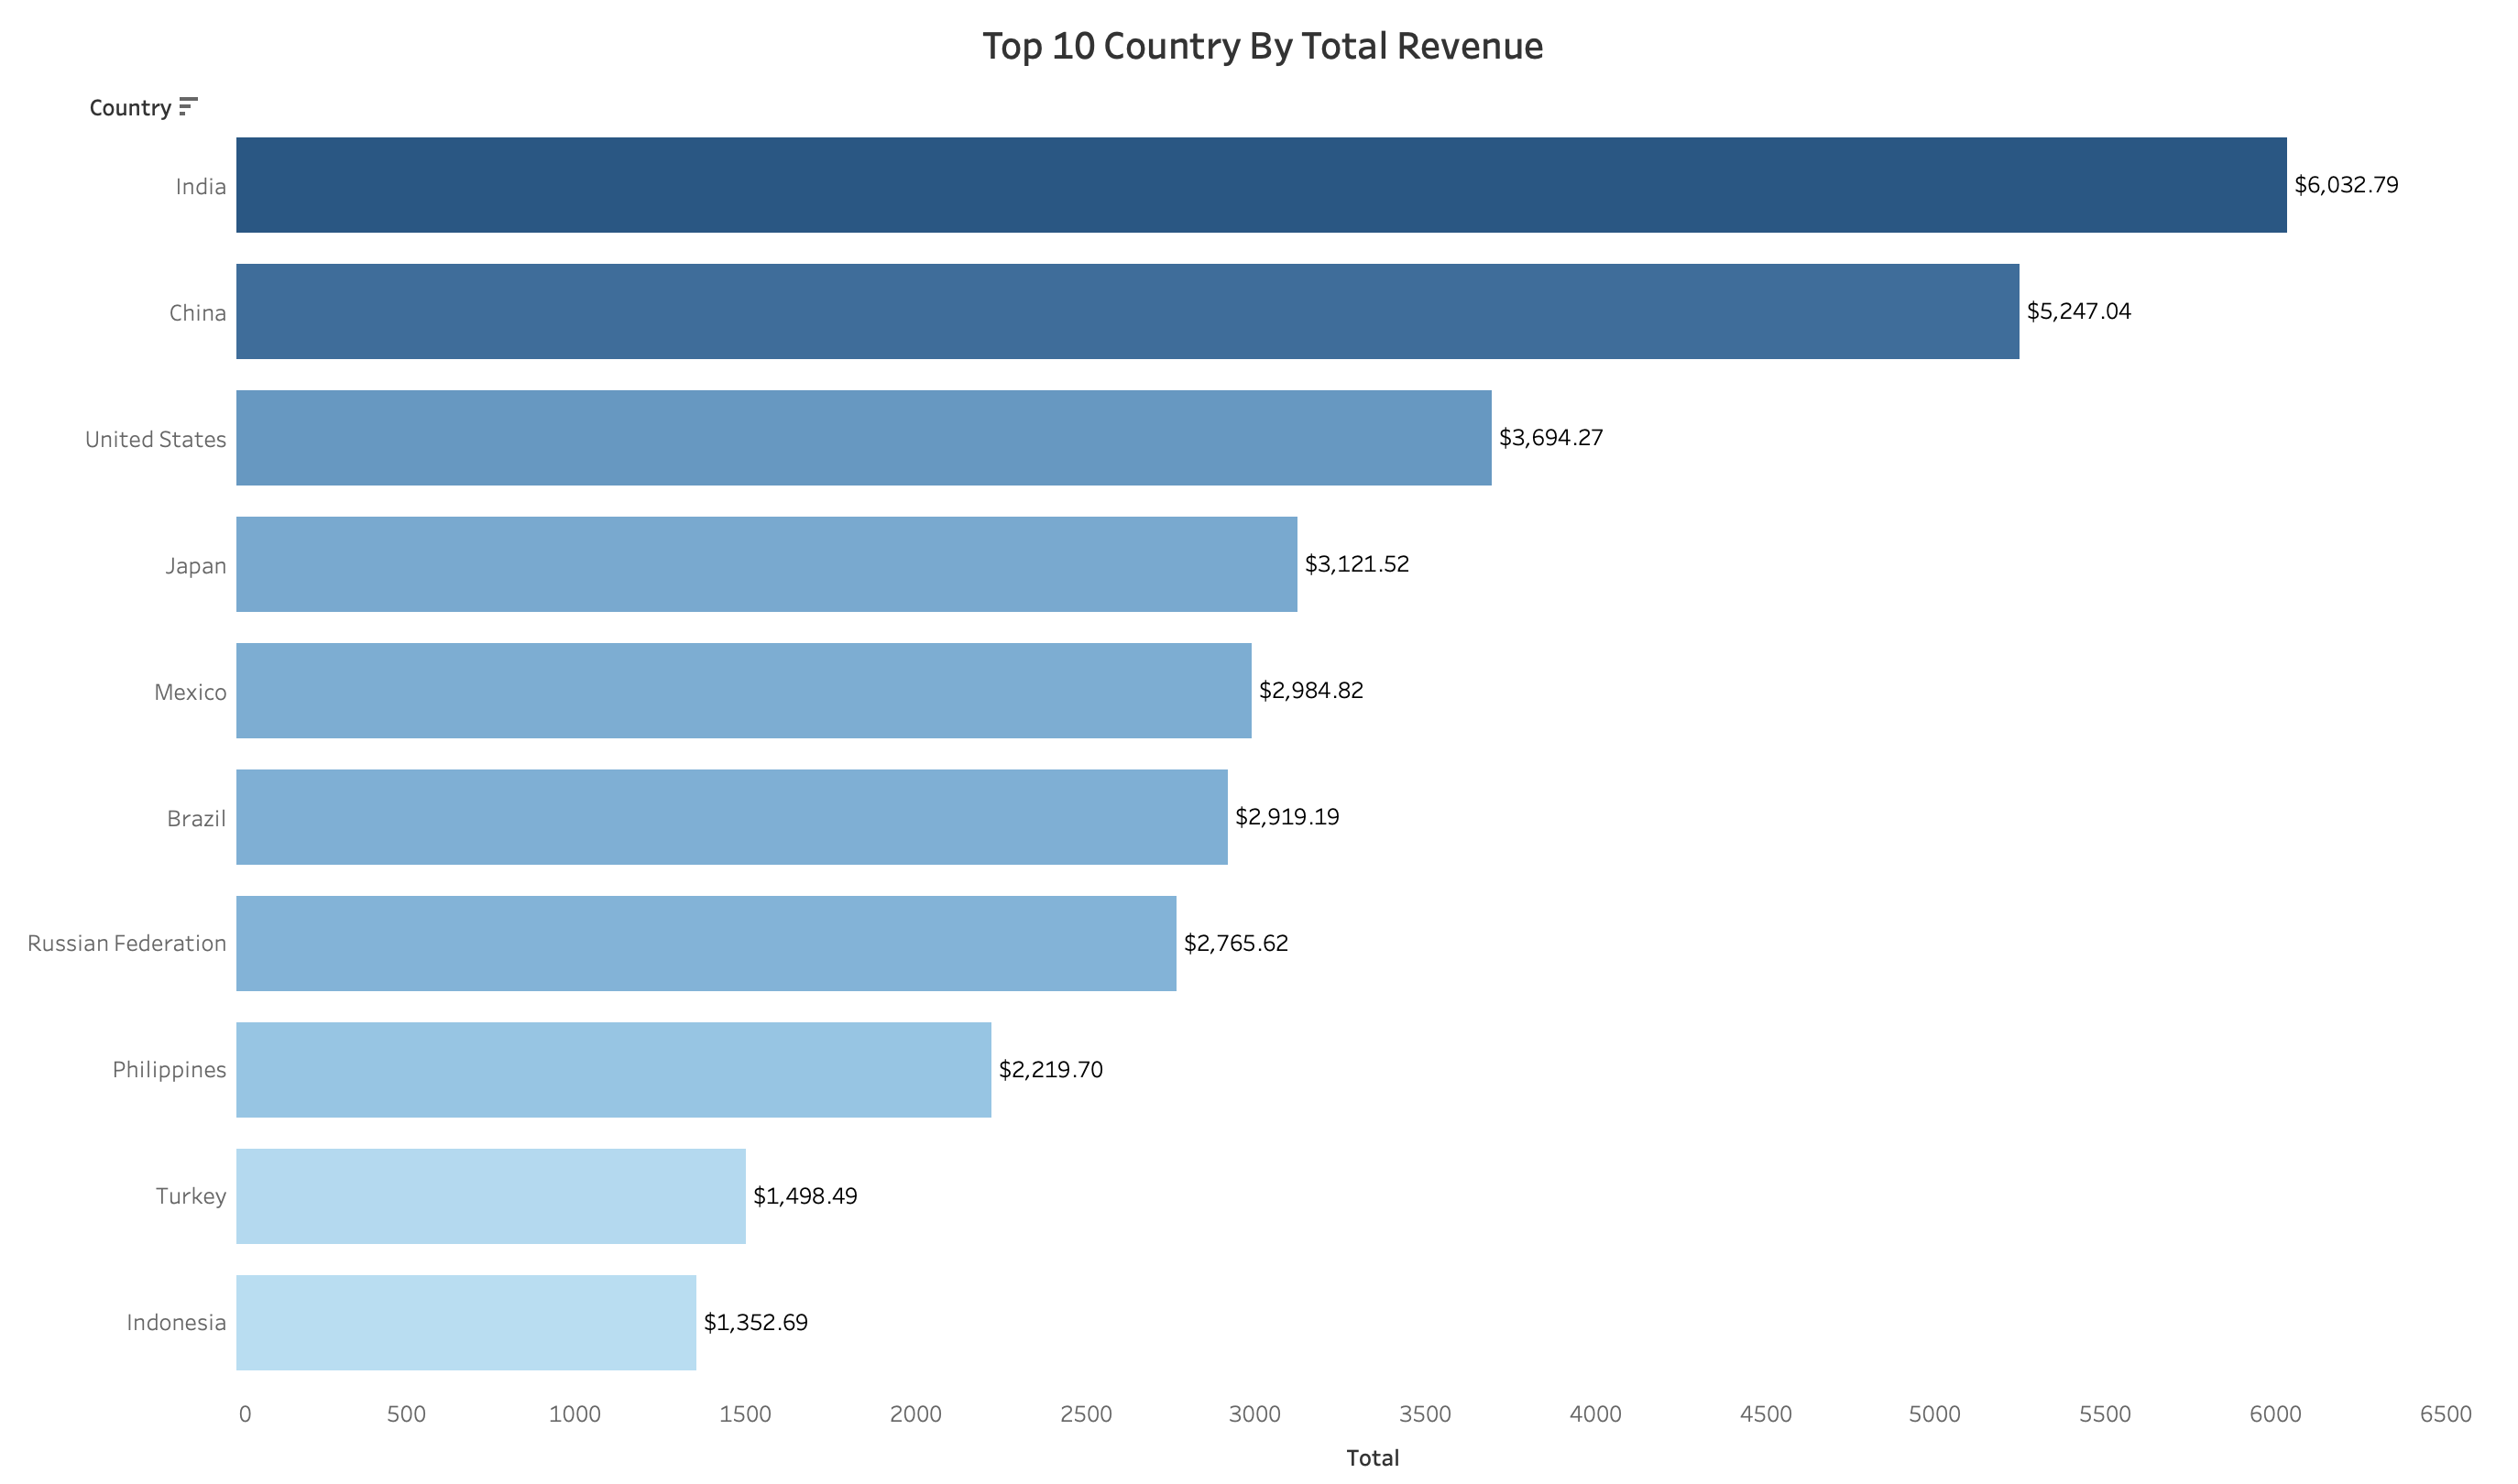 Top 10 Country By Total Revenue
Country
India $6,032.79
China $5,247.04
United States $3,694.27
Japan $3,121.52
Mexico $2,984.82
Brazil $2,919.19
Russian Federation $2,765.62
Philippines $2,219.70
Turkey $1,498.49
Indonesia $1,352.69
0 500 1000 1500 2000 2500 3000 3500 4000 4500 5000 5500 6000 6500
Total